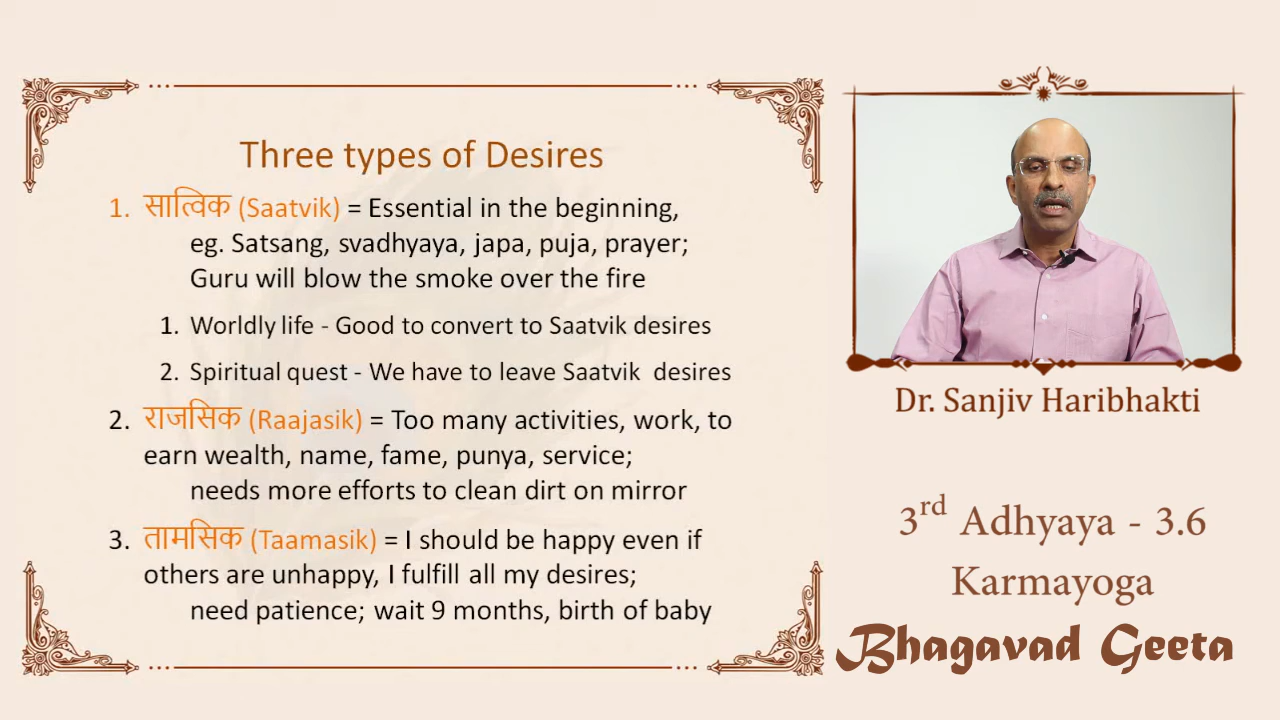 Three types of Desires
1. सात्विक (Saatvik) = Essential in the beginning,
eg. Satsang, svadhyaya, japa, puja, prayer;
Guru will blow the smoke over the fire
1. Worldly life - Good to convert to Saatvik desires
2. Spiritual quest - We have to leave Saatvik desires
2. राजसिक (Raajasik) = Too many activities, work, to
earn wealth, name, fame, punya, service;
needs more efforts to clean dirt on mirror
3. तामसिक (Taamasik) = I should be happy even if
others are unhappy, I fulfill all my desires;
need patience; wait 9 months, birth of baby
Dr. Sanjiv Haribhakti
3rd Adhyaya - 3.6
Karmayoga
Bhagavad Geeta